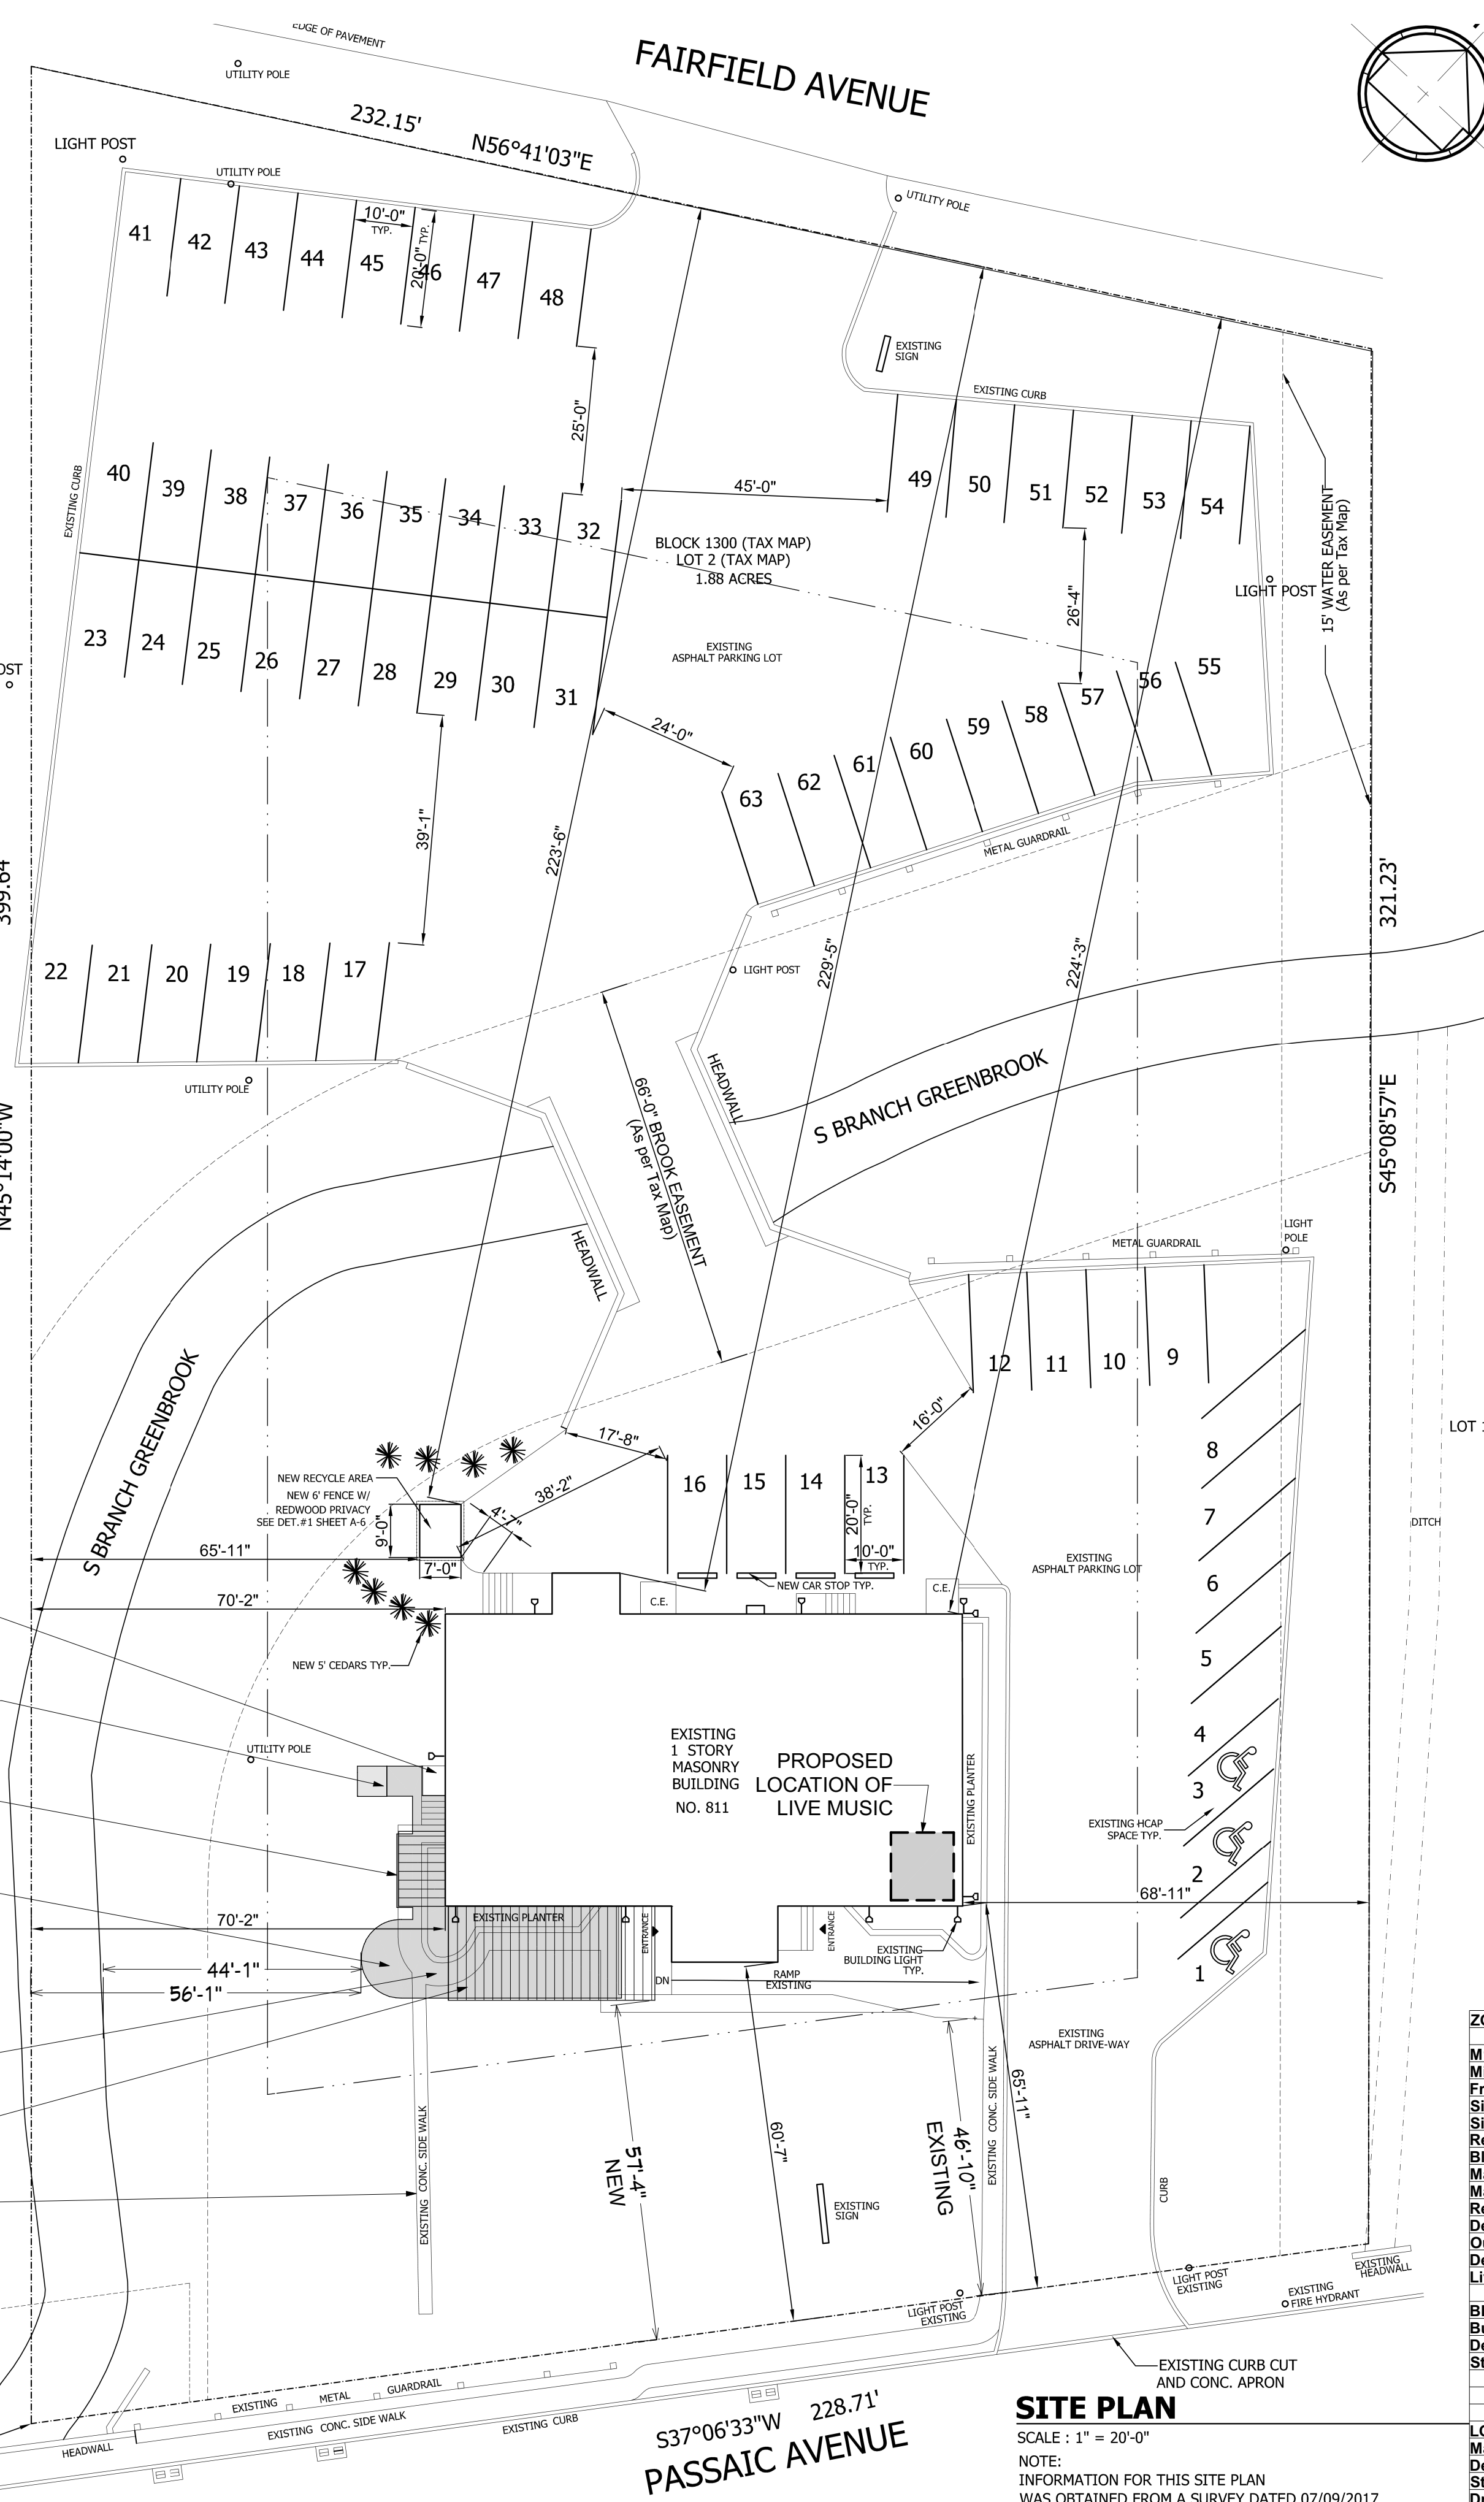 EDGE OF PAVEMENT
FAIRFIELD AVENUE
UTILITY POLE
232.15'
N56°41'03"E
LIGHT POST
UTILITY POLE
UTILITY POLE
41
42
43
44
45
46
47
48
10'-0"
TYP.
20'-0"
TYP.
EXISTING
SIGN
EXISTING CURB
25'-0"
EXISTING CURB
40
39
38
37
36
35
34
33
32
45'-0"
49
50
51
52
53
54
15' WATER EASEMENT
(As per Tax Map)
BLOCK 1300 (TAX MAP)
LOT 2 (TAX MAP)
1.88 ACRES
26'-4"
LIGHT POST
23
24
25
26
27
28
29
30
31
EXISTING
ASPHALT PARKING LOT
55
56
57
58
59
60
61
62
63
24'-0"
39'-1"
223'-6"
METAL GUARDRAIL
399.64
321.23'
22
21
20
19
18
17
229'-5"
224'-3"
LIGHT POST
UTILITY POLE
HEADWALL
66'-0" BROOK EASEMENT
(As per Tax Map)
S BRANCH GREENBROOK
N45°14'00"W
S45°08'57"E
HEADWALL
LIGHT
POLE
METAL GUARDRAIL
S BRANCH GREENBROOK
12
11
10
9
16'-0"
17'-8"
38'-2"
4'-7"
8
7
6
5
4
3
2
1
16
15
14
13
20'-0"
TYP.
10'-0"
TYP.
NEW RECYCLE AREA
NEW 6' FENCE W/
REDWOOD PRIVACY
SEE DET.#1 SHEET A-6
9'-0"
7'-0"
65'-11"
70'-2"
DITCH
EXISTING
ASPHALT PARKING LOT
NEW CAR STOP TYP.
C.E.
C.E.
NEW 5' CEDARS TYP.
UTILITY POLE
EXISTING
1 STORY
MASONRY
BUILDING
NO. 811
PROPOSED
LOCATION OF
LIVE MUSIC
EXISTING PLANTER
EXISTING HCAP
SPACE TYP.
68'-11"
70'-2"
EXISTING PLANTER
ENTRANCE
ENTRANCE
EXISTING
BUILDING LIGHT
TYP.
44'-1"
56'-1"
DN
RAMP
EXISTING
EXISTING
ASPHALT DRIVE-WAY
EXISTING CONC. SIDE WALK
57'-4"
NEW
60'-7"
46'-10"
EXISTING
EXISTING CONC. SIDE WALK
65'-11"
EXISTING
SIGN
CURB
LIGHT POST
EXISTING
LIGHT POST
EXISTING
EXISTING
HEADWALL
EXISTING
FIRE HYDRANT
EXISTING METAL GUARDRAIL
EXISTING CONC. SIDE WALK
EXISTING CURB
HEADWALL
S37°06'33"W 228.71'
PASSAIC AVENUE
EXISTING CURB CUT
AND CONC. APRON
SITE PLAN
SCALE : 1" = 20'-0"
NOTE:
INFORMATION FOR THIS SITE PLAN
WAS OBTAINED FROM A SURVEY DATED 07/09/2017